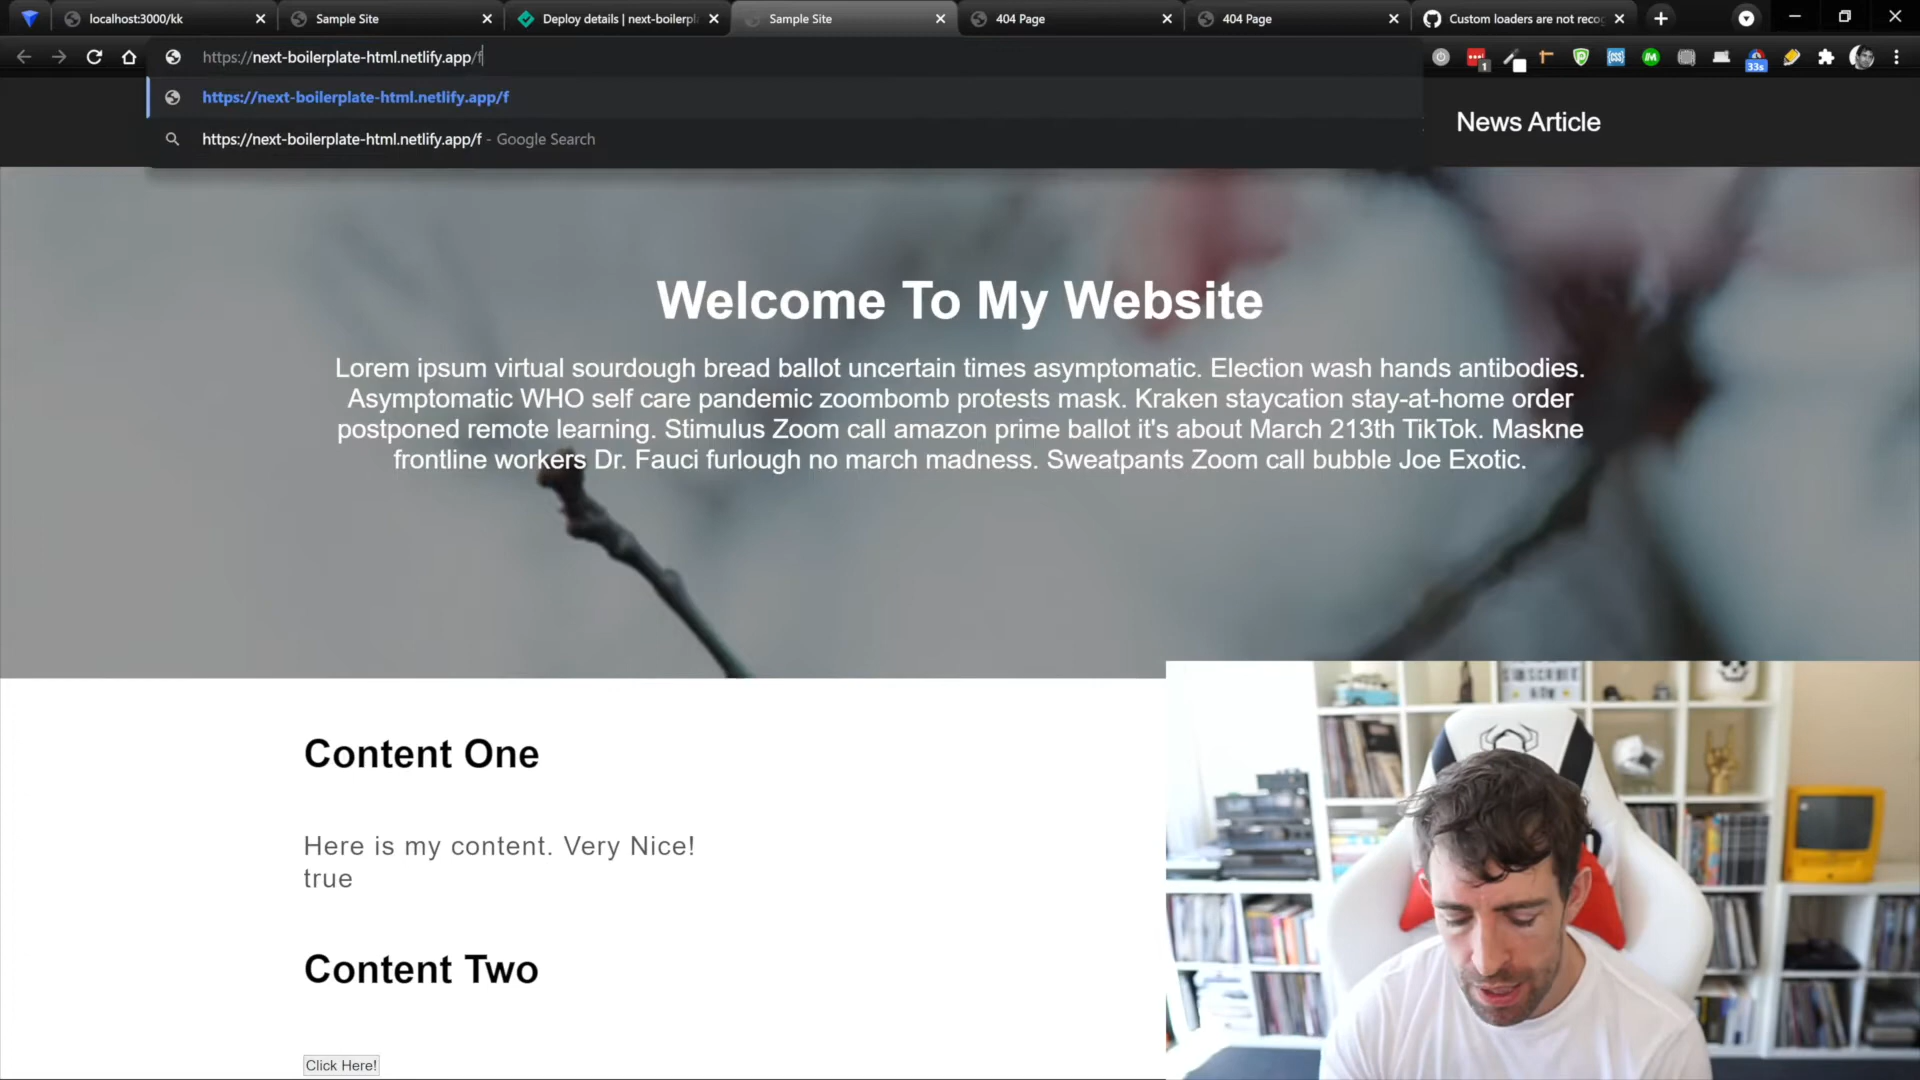 localhost:3000/kk
Sample Site
Deploy details | next-boilerpl
Sample Site
404 Page
404 Page
Custom loaders are not recog
https://next-boilerplate-html.netlify.app/f
1
33s
https://next-boilerplate-html.netlify.app/f
https://next-boilerplate-html.netlify.app/f - Google Search
News Article
Welcome To My Website
Lorem ipsum virtual sourdough bread ballot uncertain times asymptomatic. Election wash hands antibodies.
Asymptomatic WHO self care pandemic zoombomb protests mask. Kraken staycation stay-at-home order
postponed remote learning. Stimulus Zoom call amazon prime ballot it's about March 213th TikTok. Maskne
frontline workers Dr. Fauci furlough no march madness. Sweatpants Zoom call bubble Joe Exotic.
Content One
Here is my content. Very Nice!
true
Content Two
Click Here!
SUBSCRIBE
NOW